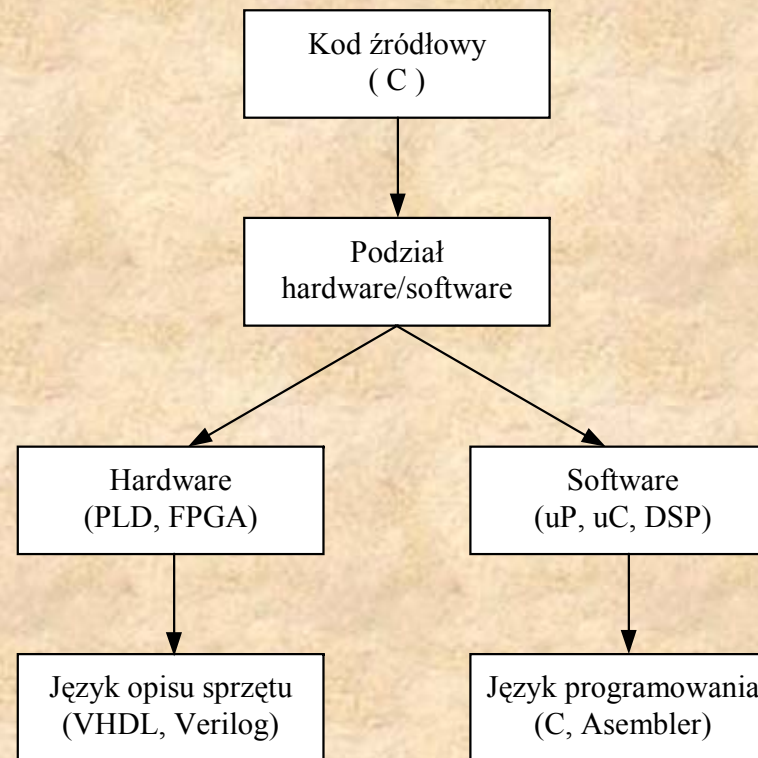 Kod źródłowy
( C )
Podział
hardware/software
Hardware
(PLD, FPGA)
Software
(uP, uC, DSP)
Język opisu sprzętu
(VHDL, Verilog)
Język programowania
(C, Asembler)